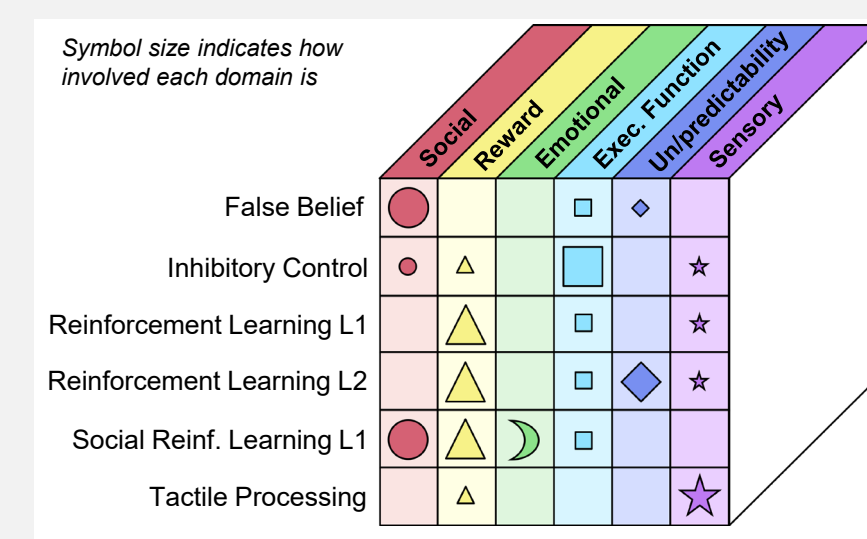 Symbol size indicates how
involved each domain is
Social
Reward
Emotional
Exec. Function
Un/predictability
Sensory
False Belief
Inhibitory Control
Reinforcement Learning L1
Reinforcement Learning L2
Social Reinf. Learning L1
Tactile Processing